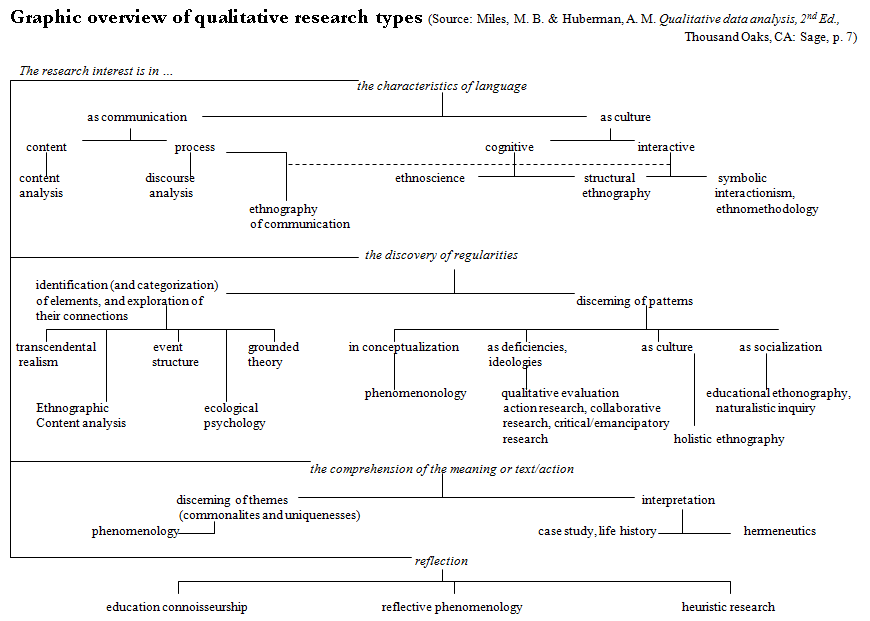 Graphic overview of qualitative research types (Source: Miles, M. B. & Huberman, A. M. Qualitative data analysis, 2nd Ed.,
Thousand Oaks, CA: Sage, p. 7)
The research interest is in ...
the characteristics of language
as communication
as culture
content
process
cognitive
interactive
content
analysis
discourse
analysis
ethnoscience
structural
ethnography
symbolic
interactionism,
ethnomethodology
ethnography
of communication
the discovery of regularities
identification (and categorization)
of elements, and exploration of
their connections
discerning of patterns
transcendental
realism
event
structure
grounded
theory
in conceptualization
as deficiencies,
ideologies
as culture
as socialization
Ethnographic
Content analysis
ecological
psychology
phenomenonology
qualitative evaluation
action research, collaborative
research, critical/emancipatory
research
educational ethonography,
naturalistic inquiry
holistic ethnography
the comprehension of the meaning or text/action
discerning of themes
(commonalites and uniquenesses)
interpretation
phenomenology
case study, life history
hermeneutics
reflection
education connoisseurship
reflective phenomenology
heuristic research